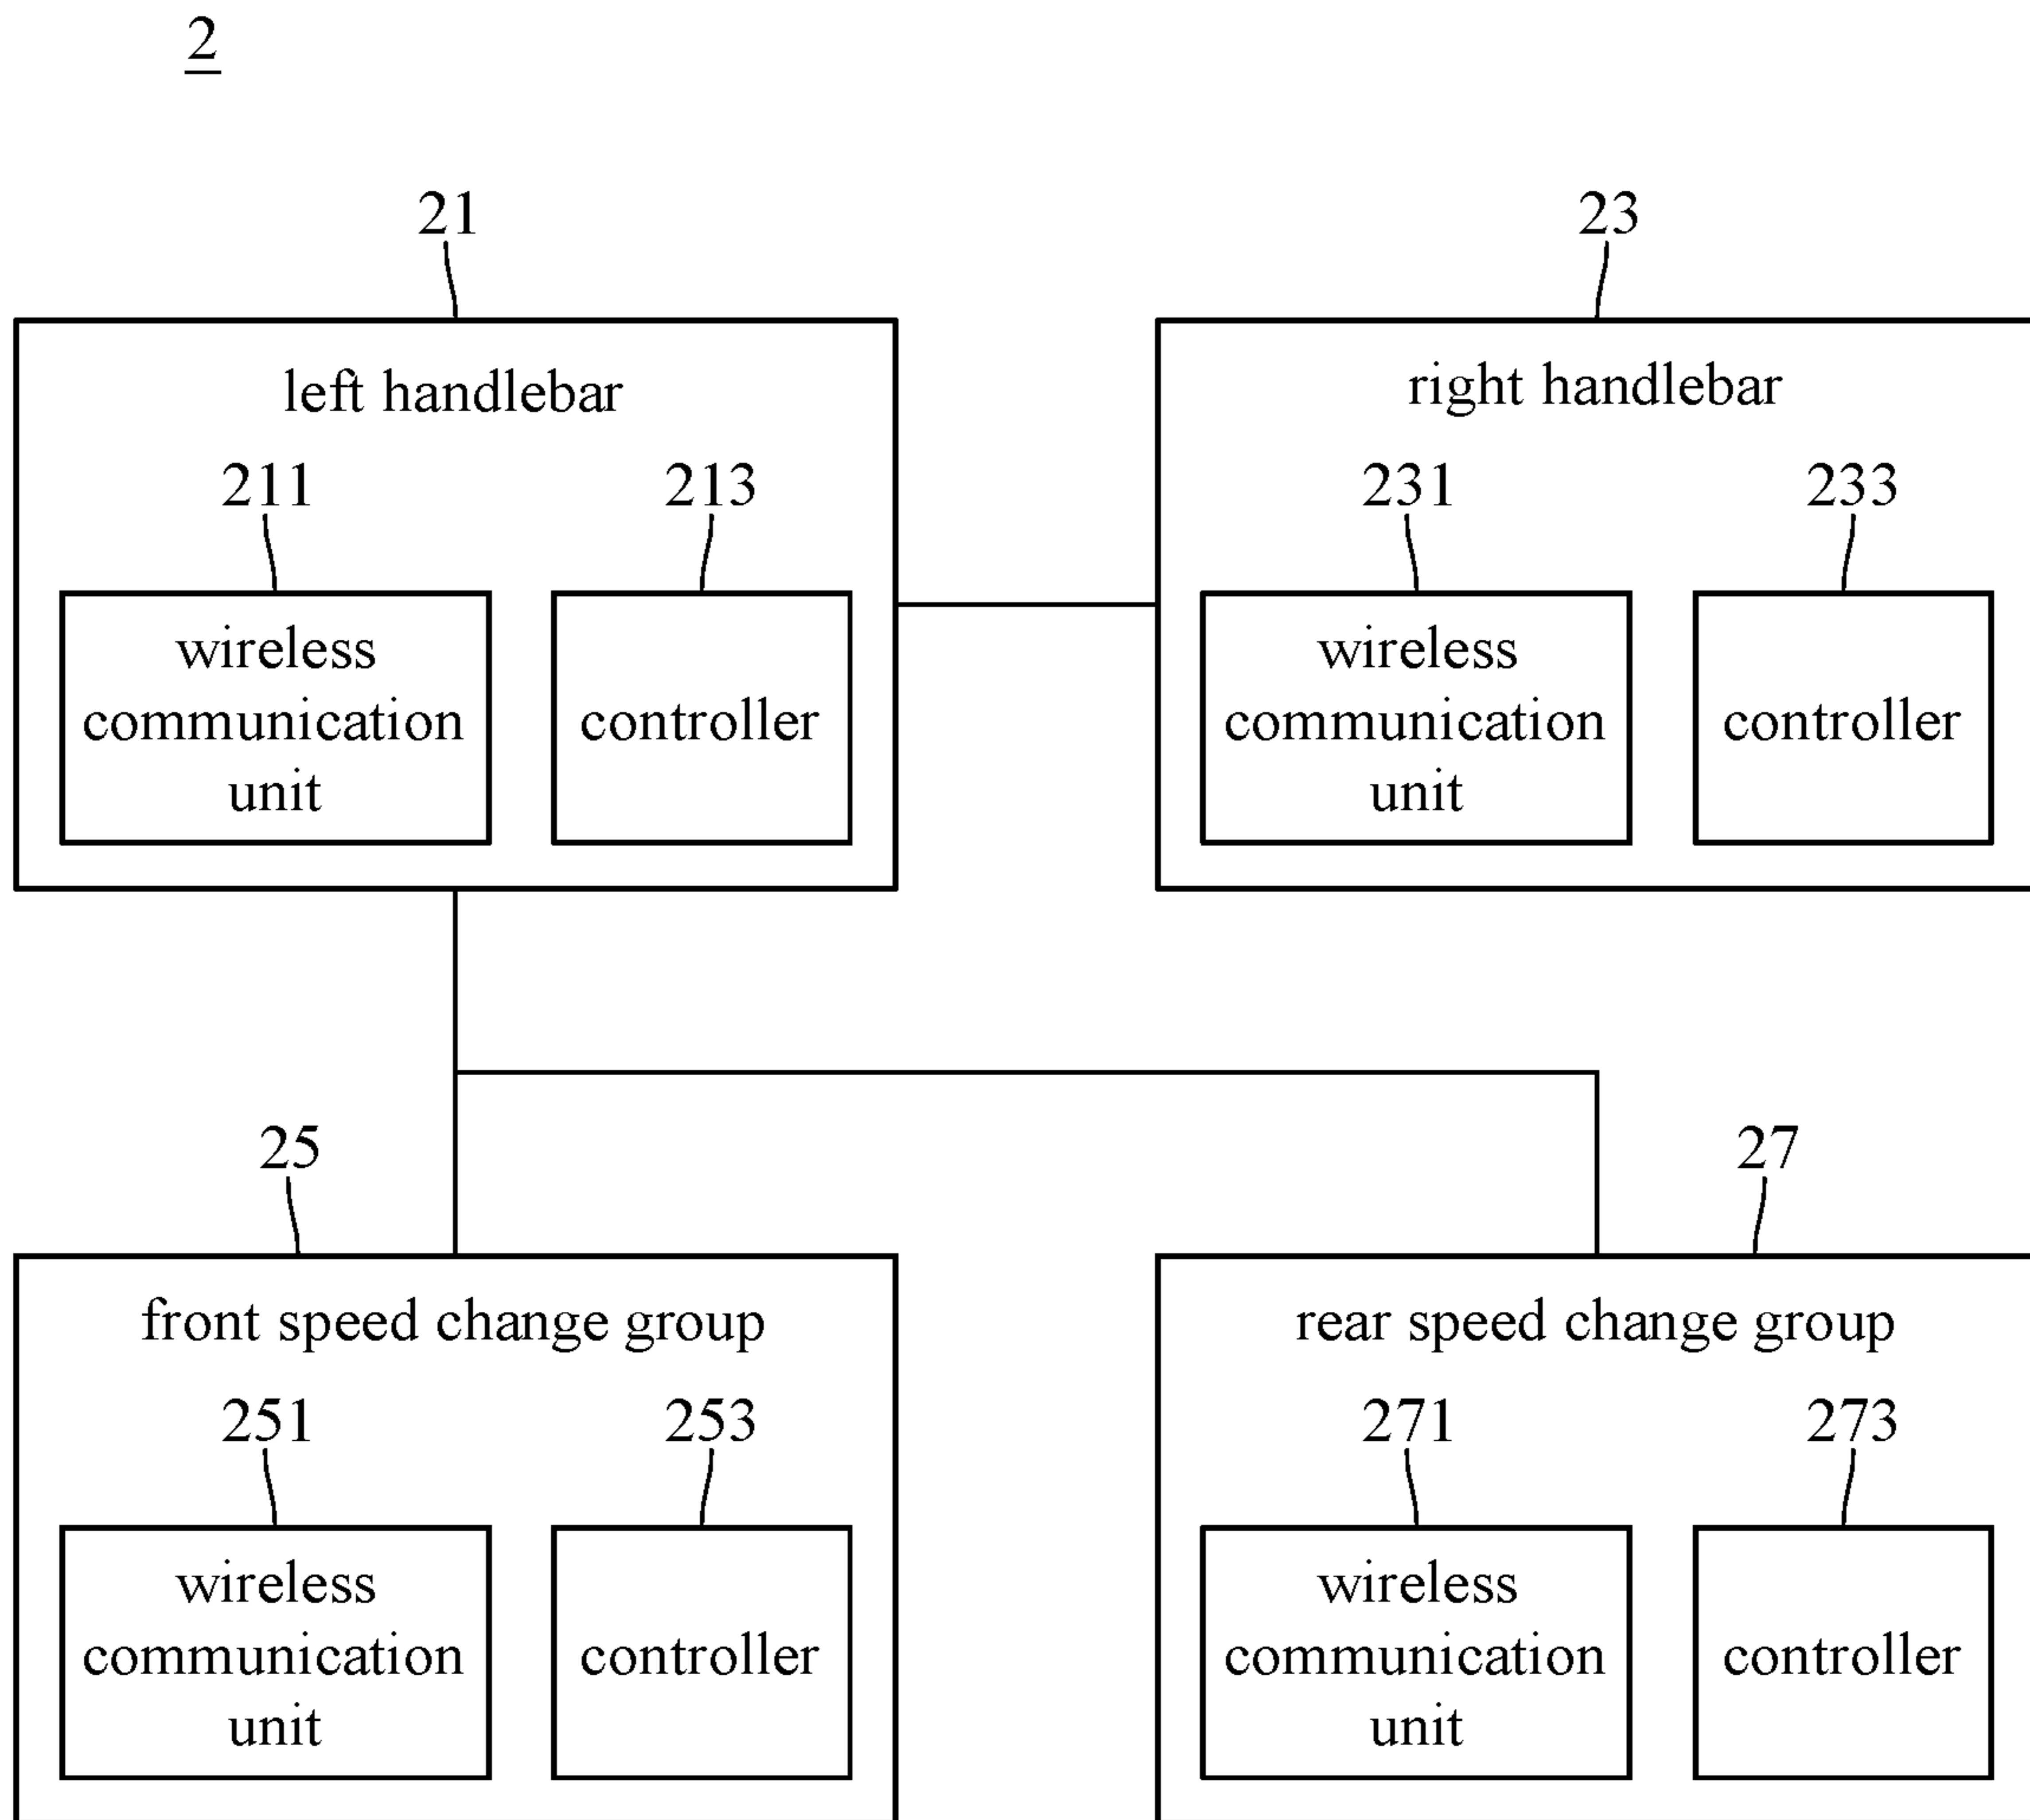 2
21
left handlebar
211
213
wireless
communication
unit
controller
23
right handlebar
231
233
wireless
communication
unit
controller
25
front speed change group
251
253
wireless
communication
unit
controller
27
rear speed change group
271
273
wireless
communication
unit
controller